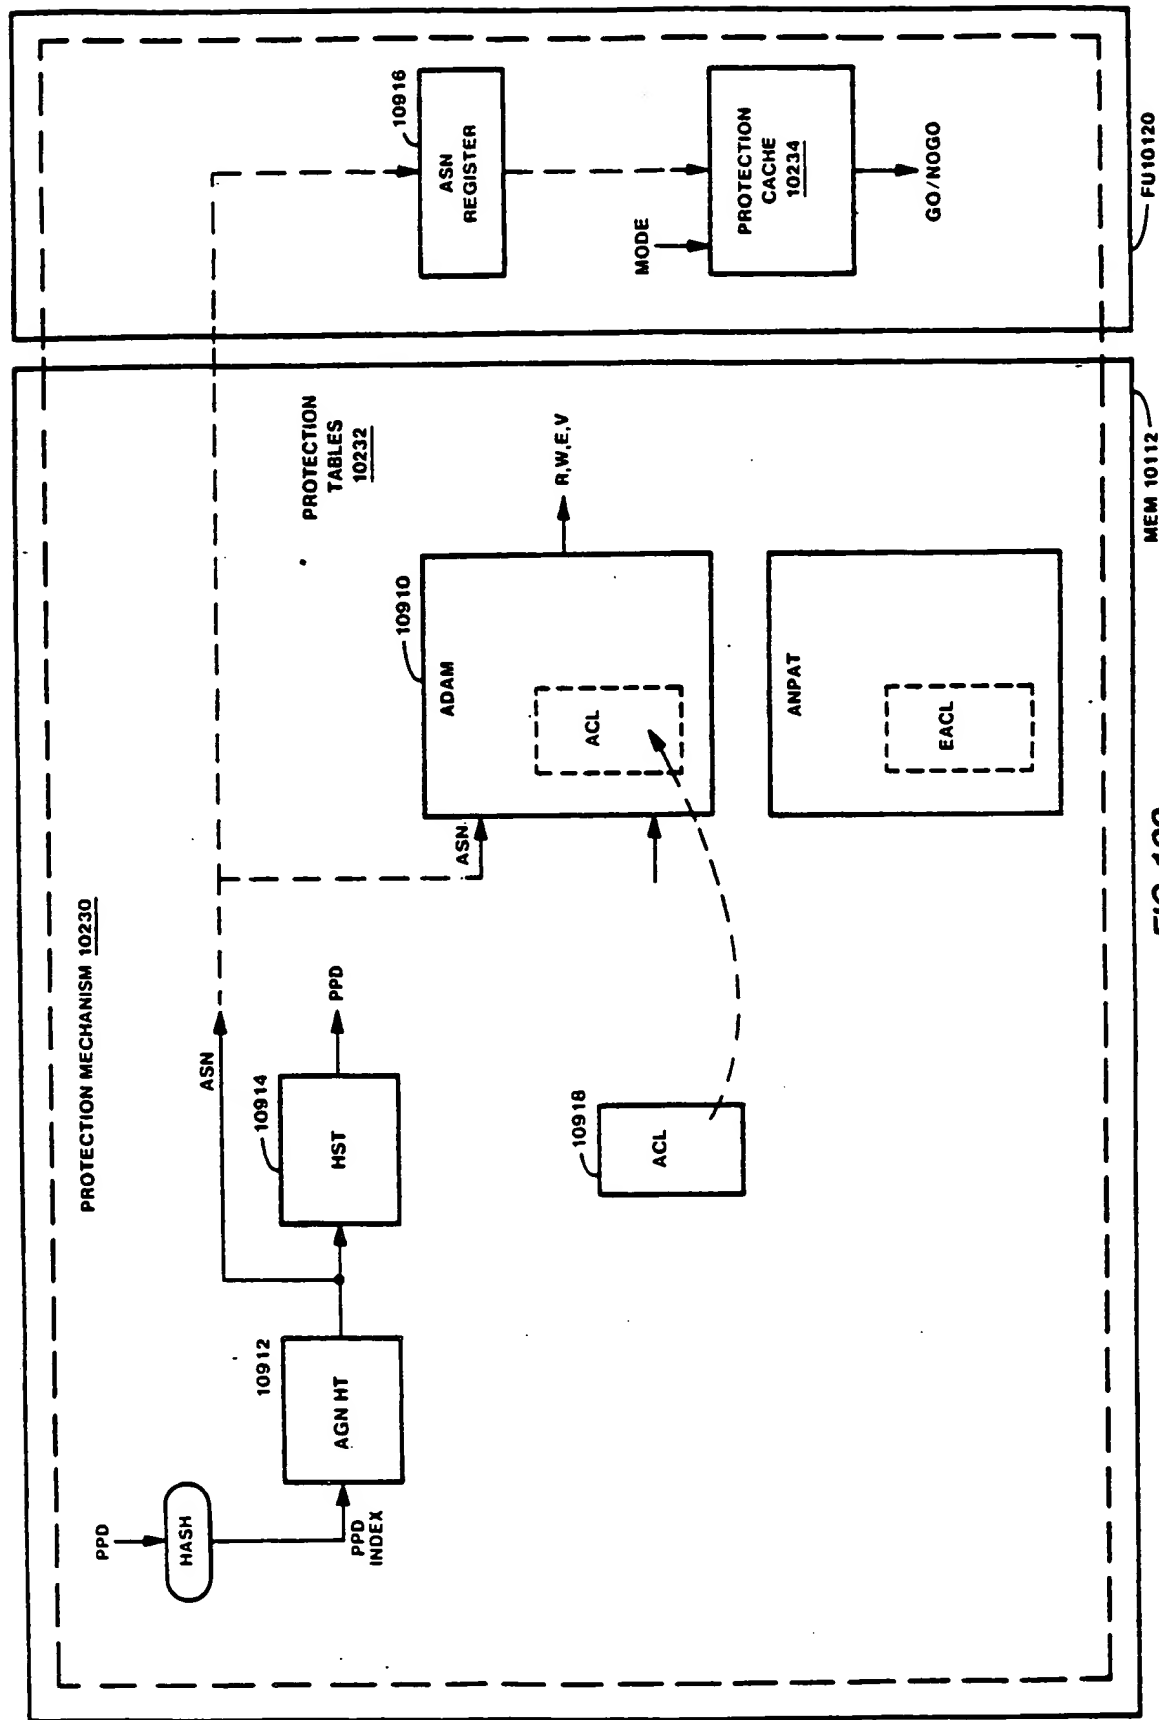 PROTECTION MECHANISM 10230
PPD
HASH
PPD
INDEX
AGN HT
10912
ASN
HST
10914
PPD
ACL
10918
PROTECTION
TABLES
10232
ASN
ADAM
10910
ACL
R,W,E,V
ANPAT
EACL
MEM 10112
ASN
REGISTER
10916
MODE
PROTECTION
CACHE
10234
GO/NOGO
FU10120